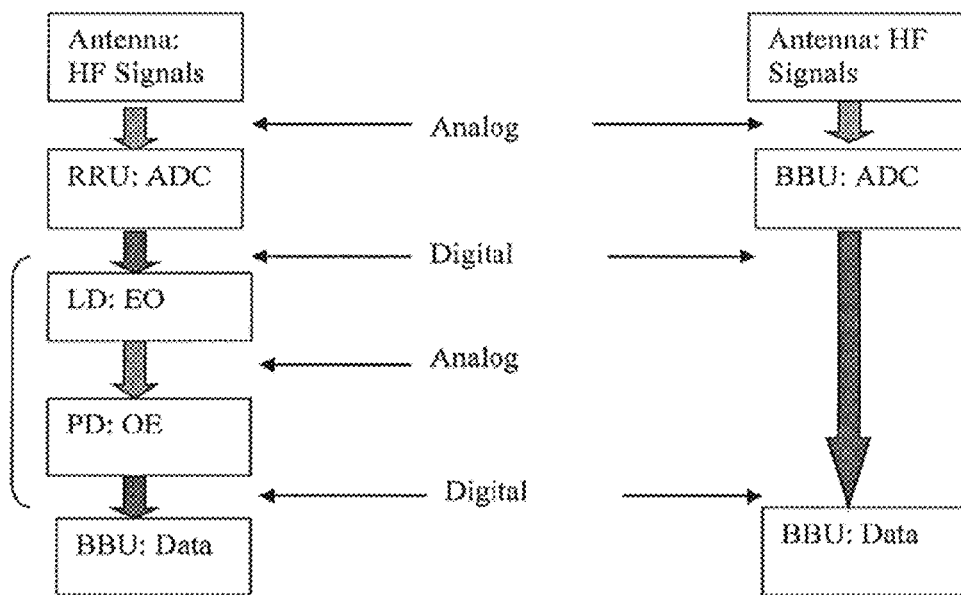 Antenna:
HF Signals
Antenna: HF
Signals
Analog
RRU: ADC
BBU: ADC
Digital
LD: EO
Analog
PD: OE
Digital
BBU: Data
BBU: Data